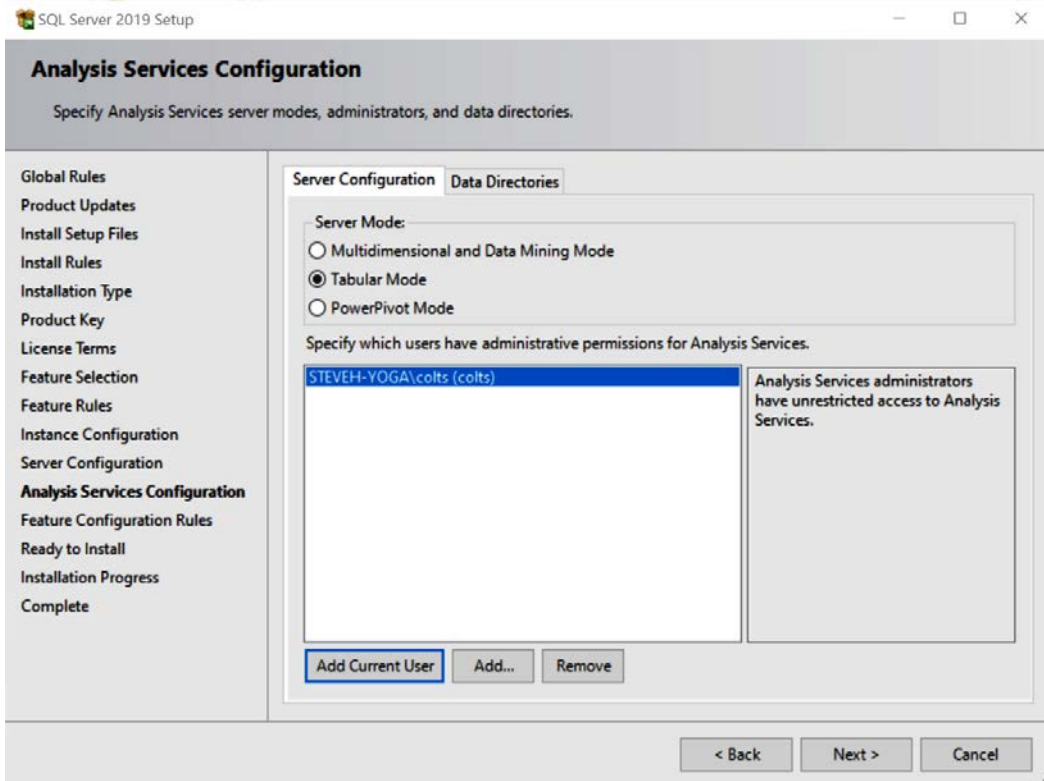 SQL Server 2019 Setup
Analysis Services Configuration
Specify Analysis Services server modes, administrators, and data directories.
Global Rules
Product Updates
Install Setup Files
Install Rules
Installation Type
Product Key
License Terms
Feature Selection
Feature Rules
Instance Configuration
Server Configuration
Analysis Services Configuration
Feature Configuration Rules
Ready to Install
Installation Progress
Complete
Server Configuration
Data Directories
Server Mode:
Multidimensional and Data Mining Mode
Tabular Mode
PowerPivot Mode
Specify which users have administrative permissions for Analysis Services.
STEVEH-YOGA\colts (colts)
Analysis Services administrators
have unrestricted access to Analysis
Services.
Add Current User
Add...
Remove
< Back
Next >
Cancel